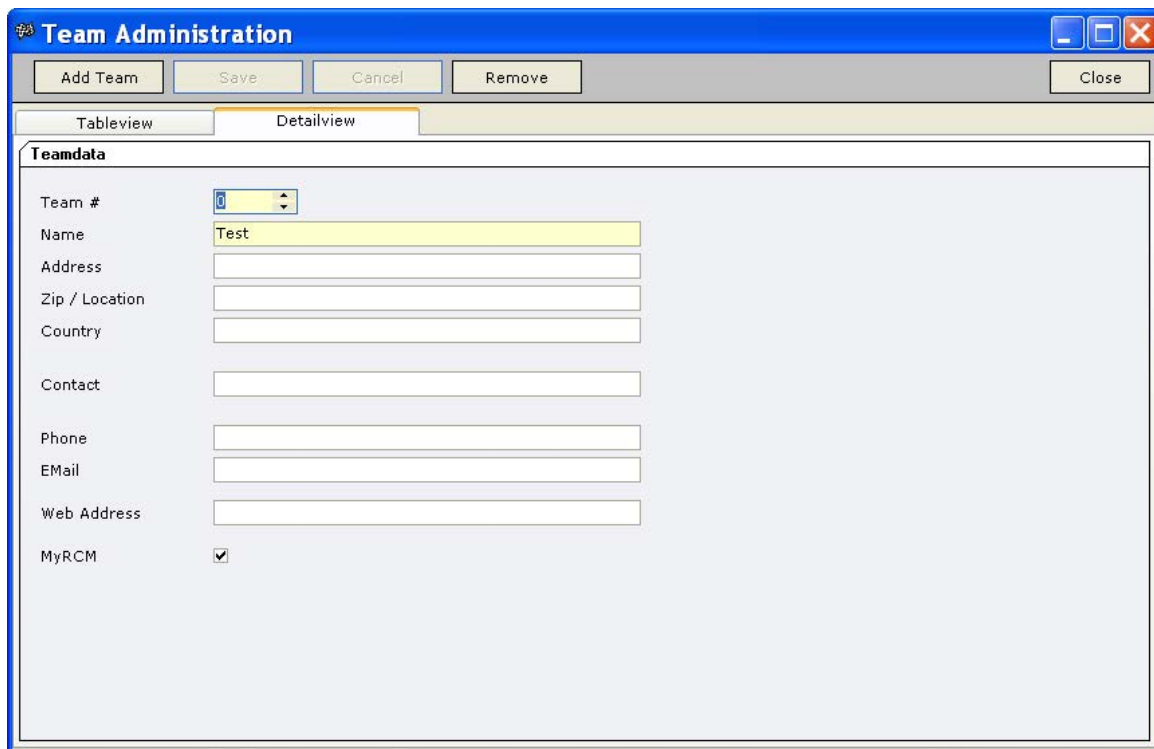 Team Administration
Add Team Save Cancel Remove Close
Tableview Detailview
Teamdata
Team # 0
Name Test
Address
Zip / Location
Country
Contact
Phone
EMail
Web Address
MyRCM